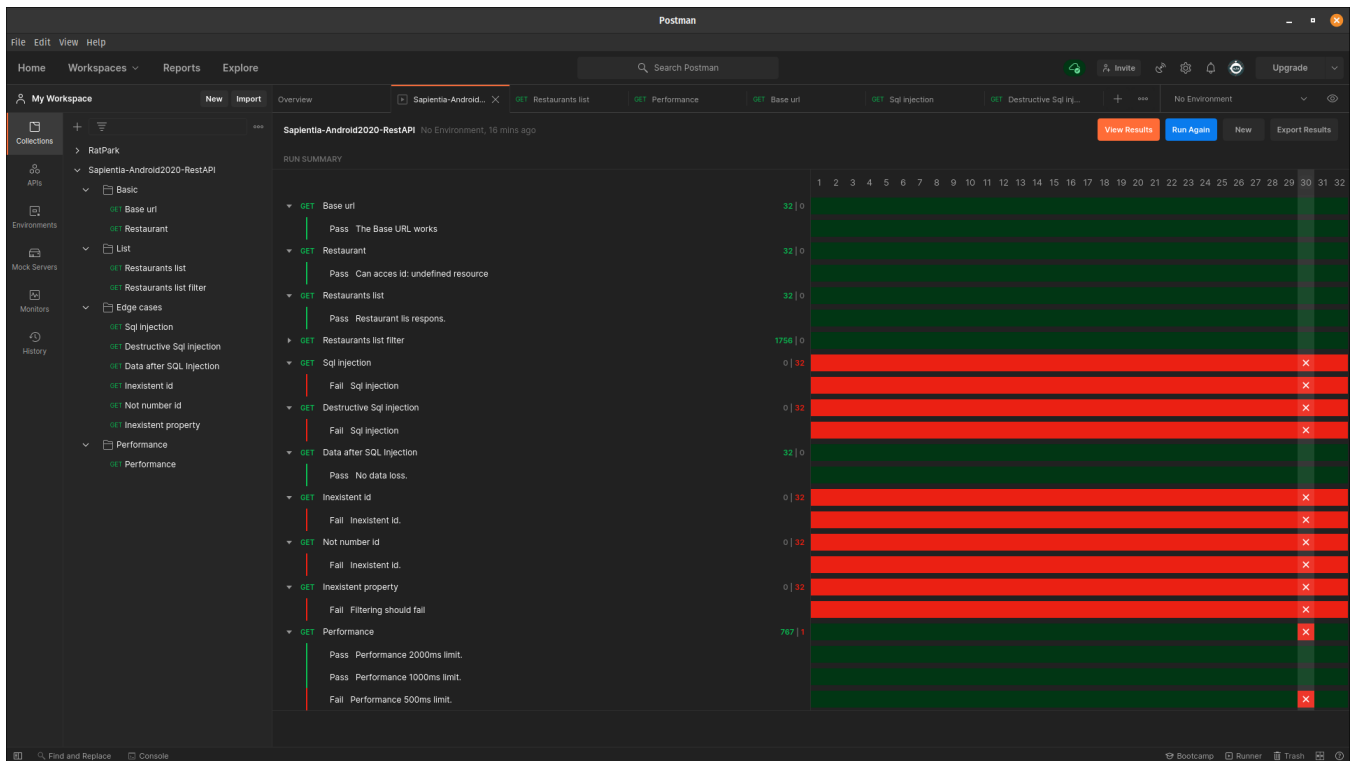 Postman
File Edit View Help
Home Workspaces Reports Explore Search Postman Invite Upgrade
My Workspace New Import Overview Sapientia-Android... GET Restaurants list GET Performance GET Base url GET Sql injection GET Destructive Sql inj... No Environment
Collections
APIs
Environments
Mock Servers
Monitors
History
RatPark
Sapientia-Android2020-RestAPI
Basic
GET Base url
GET Restaurant
List
GET Restaurants list
GET Restaurants list filter
Edge cases
GET Sql injection
GET Destructive Sql injection
GET Data after SQL Injection
GET Inexistent id
GET Not number id
GET Inexistent property
Performance
GET Performance
Sapientia-Android2020-RestAPI No Environment, 16 mins ago View Results Run Again New Export Results
RUN SUMMARY
1 2 3 4 5 6 7 8 9 10 11 12 13 14 15 16 17 18 19 20 21 22 23 24 25 26 27 28 29 30 31 32
GET Base url 32 | 0
Pass The Base URL works
GET Restaurant 32 | 0
Pass Can acces id: undefined resource
GET Restaurants list 32 | 0
Pass Restaurant lis respons.
GET Restaurants list filter 1756 | 0
GET Sql injection 0 | 32
Fail Sql injection
GET Destructive Sql injection 0 | 32
Fail Sql injection
GET Data after SQL Injection 32 | 0
Pass No data loss.
GET Inexistent id 0 | 32
Fail Inexistent id.
GET Not number id 0 | 32
Fail Inexistent id.
GET Inexistent property 0 | 32
Fail Filtering should fail
GET Performance 767 | 1
Pass Performance 2000ms limit.
Pass Performance 1000ms limit.
Fail Performance 500ms limit.
Find and Replace Console Bootcamp Runner Trash